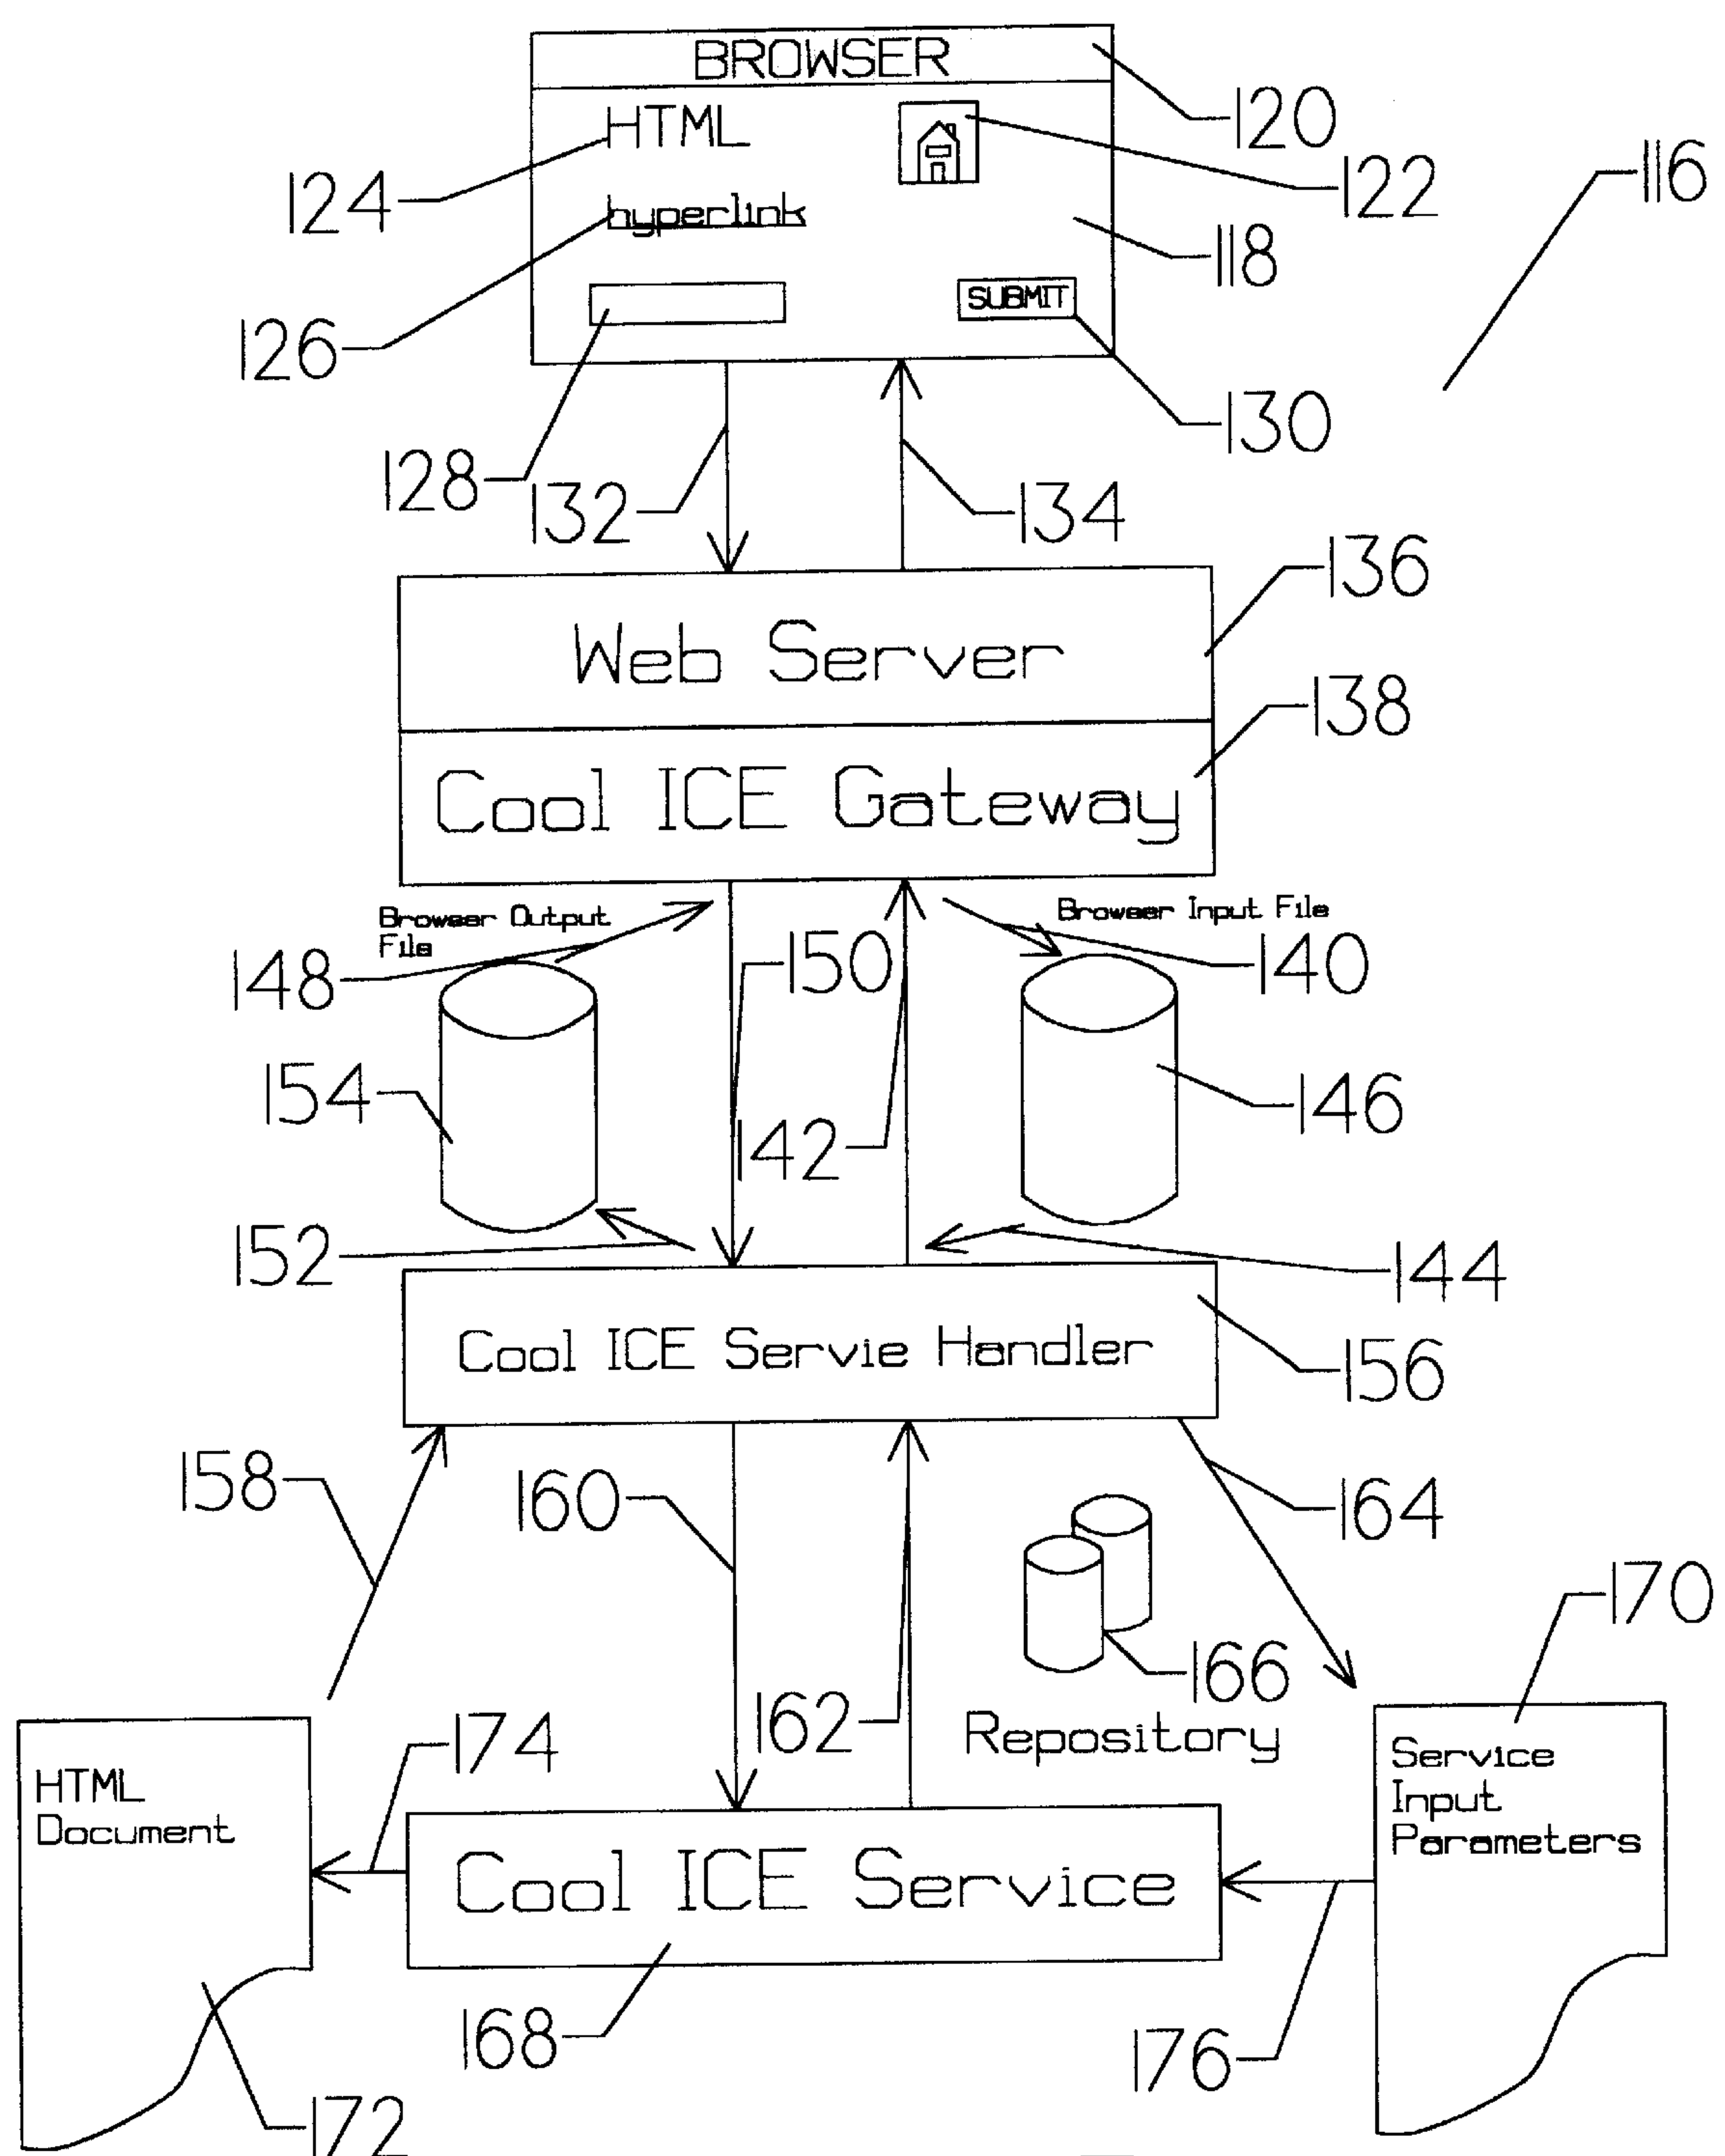 BROWSER
120
HTML
124
122
116
hyperlink
118
126
SUBMIT
130
128
132
134
136
Web Server
138
Cool ICE Gateway
Browser Output
File
Browser Input File
148
150
140
154
146
142
152
144
Cool ICE Servie Handler
156
158
160
164
170
166
162
Repository
174
HTML
Document
Service
Input
Parameters
Cool ICE Service
168
176
172